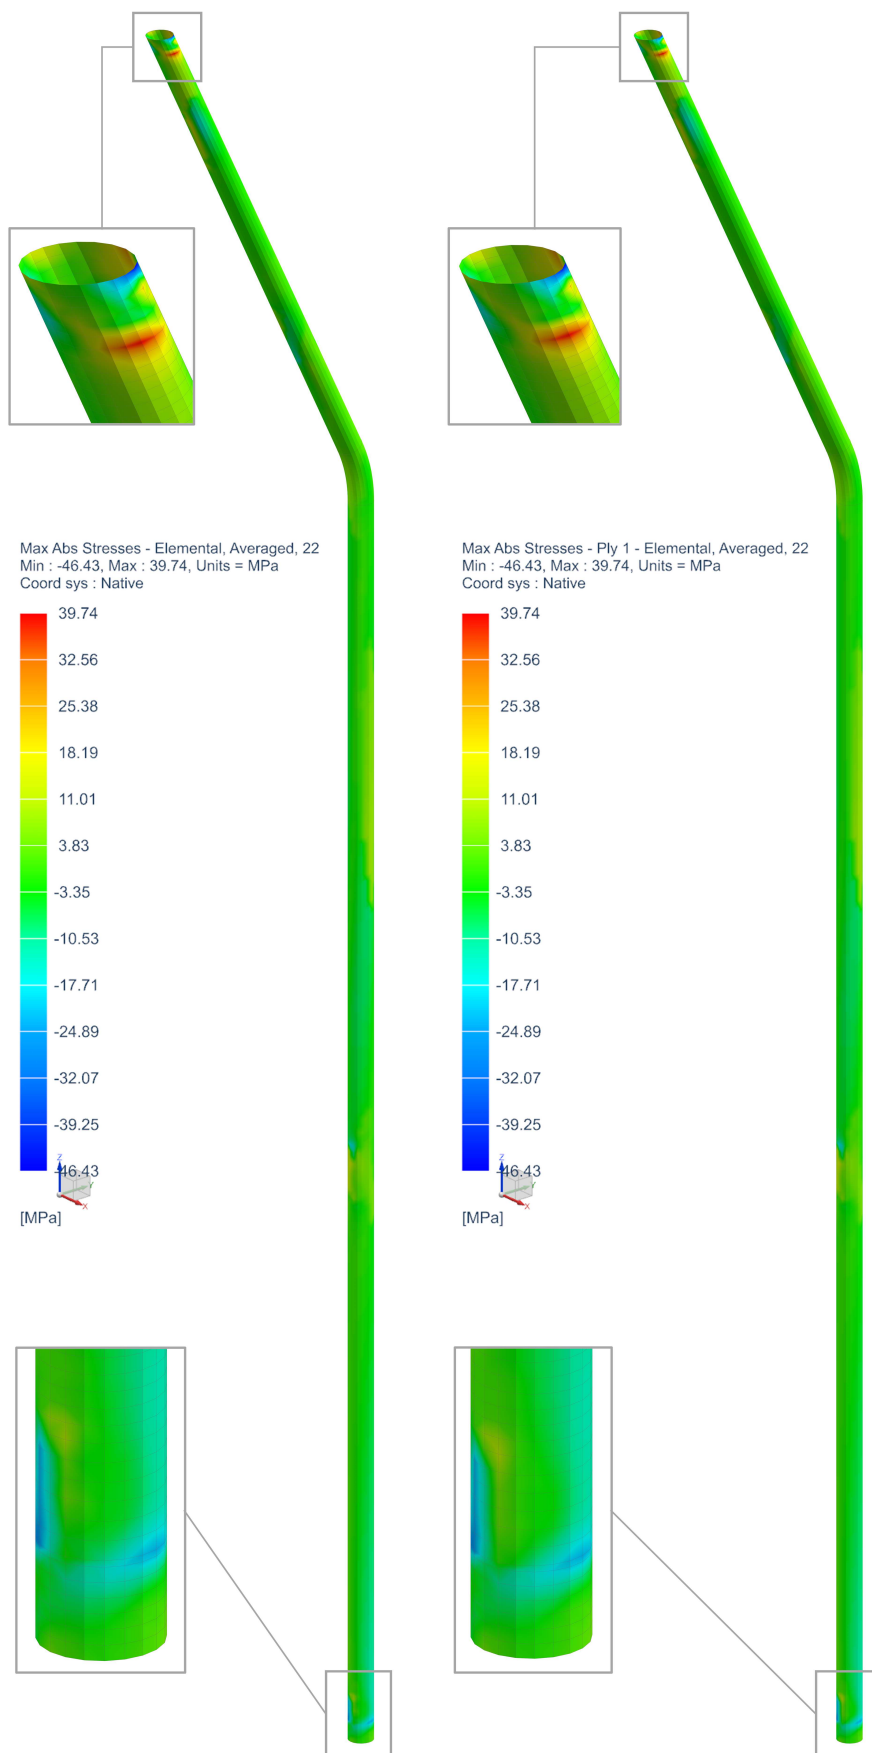 Max Abs Stresses - Elemental, Averaged, 22
Min : -46.43, Max : 39.74, Units = MPa
Coord sys : Native
39.74
32.56
25.38
18.19
11.01
3.83
-3.35
-10.53
-17.71
-24.89
-32.07
-39.25
-46.43
Z
Y
X
[MPa]
Max Abs Stresses - Ply 1 - Elemental, Averaged, 22
Min : -46.43, Max : 39.74, Units = MPa
Coord sys : Native
39.74
32.56
25.38
18.19
11.01
3.83
-3.35
-10.53
-17.71
-24.89
-32.07
-39.25
-46.43
Z
Y
X
[MPa]